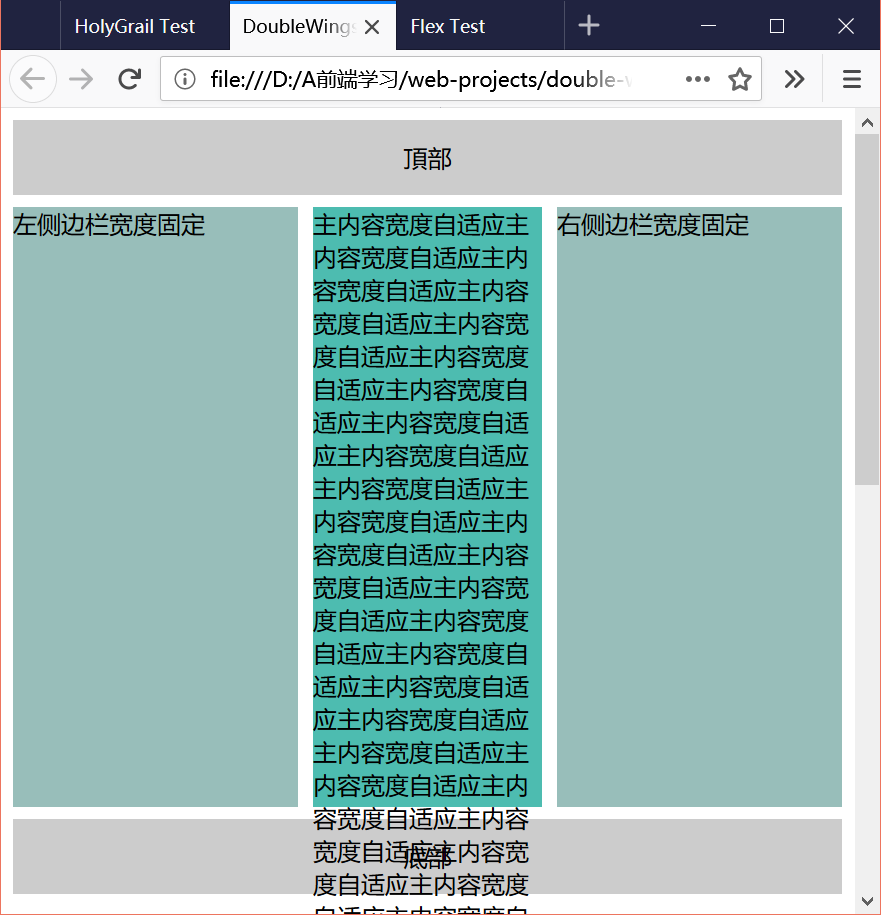 HolyGrail Test
DoubleWings
Flex Test
file:///D:/A前端学习/web-projects/double-w
頂部
左侧边栏宽度固定
主内容宽度自适应主
内容宽度自适应主内
容宽度自适应主内容
宽度自适应主内容宽
度自适应主内容宽度
自适应主内容宽度自
适应主内容宽度自适
应主内容宽度自适应
主内容宽度自适应主
内容宽度自适应主内
容宽度自适应主内容
宽度自适应主内容宽
度自适应主内容宽度
自适应主内容宽度自
适应主内容宽度自适
应主内容宽度自适应
主内容宽度自适应主
内容宽度自适应主内
容宽度自适应主内容
宽度自适应主内容宽
度自适应主内容宽度
右侧边栏宽度固定
底部